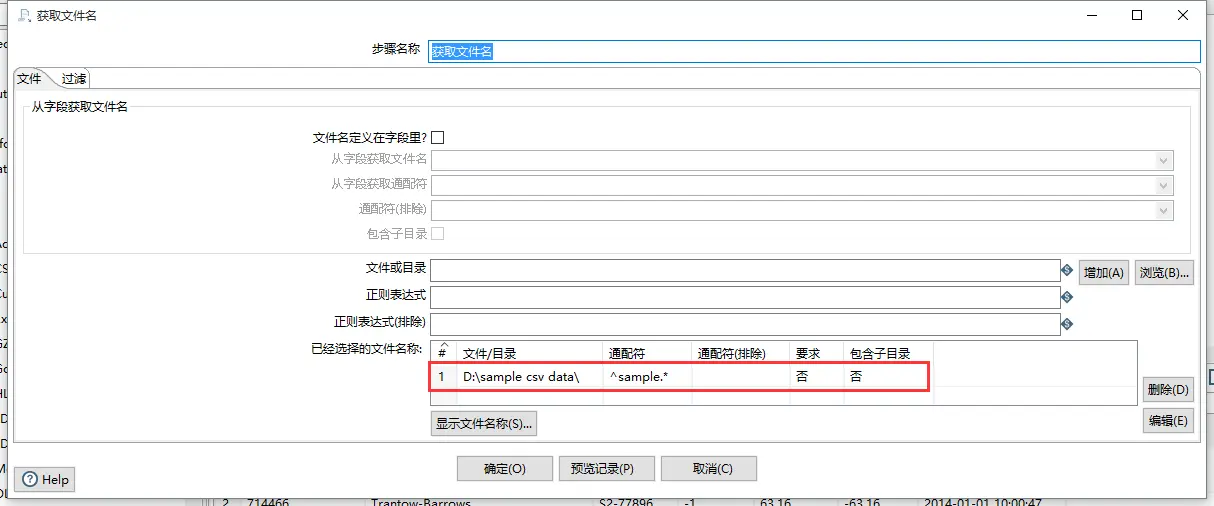 获取文件名
步骤名称 获取文件名
文件 过滤
从字段获取文件名
文件名定义在字段里?
从字段获取文件名
从字段获取通配符
通配符(排除)
包含子目录
文件或目录 增加(A) 浏览(B)...
正则表达式
正则表达式(排除)
已经选择的文件名称:
# 文件/目录 通配符 通配符(排除) 要求 包含子目录
1 D:\sample csv data\ ^sample.* 否 否
删除(D)
编辑(E)
显示文件名称(S)...
确定(O) 预览记录(P) 取消(C)
Help
2 714466 Trantow-Barrows S2-77896 -1 63.16 -63.16 2014-01-01 10:00:47